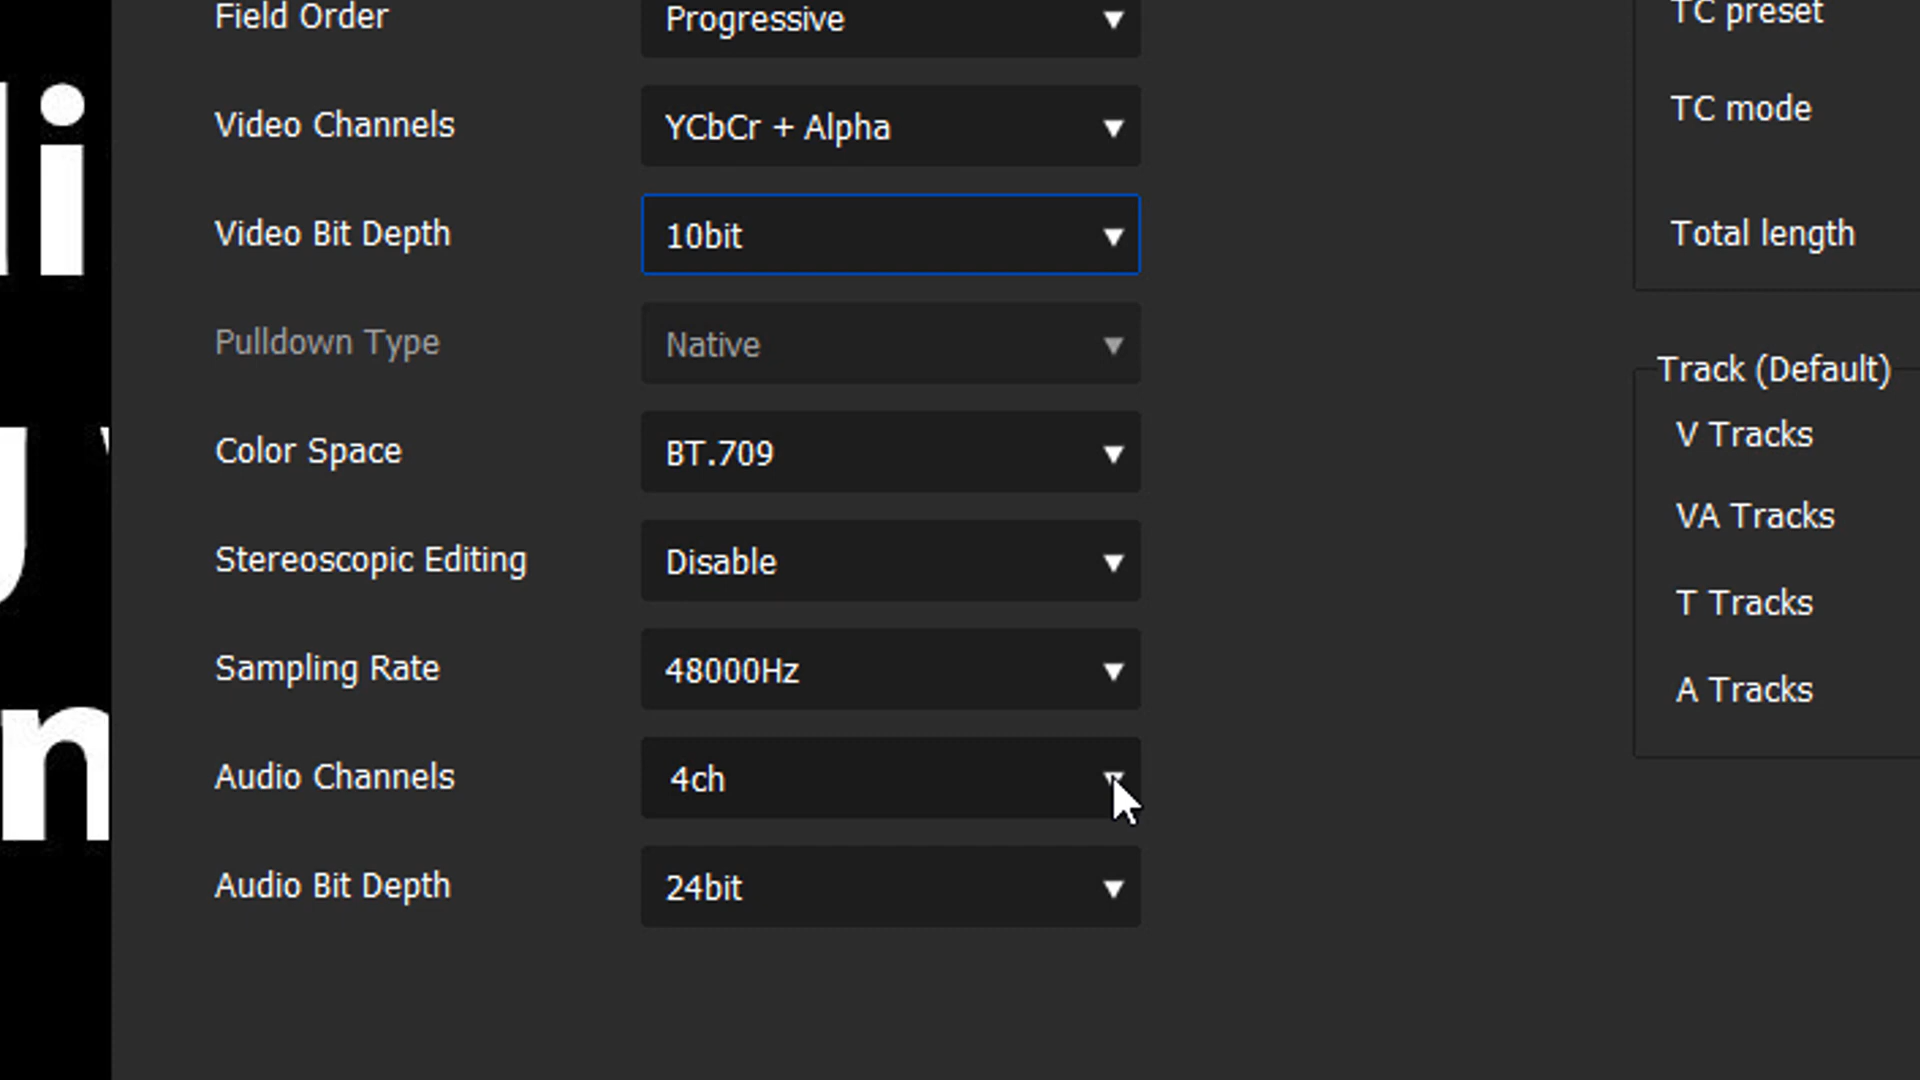 Field Order Progressive
Video Channels YCbCr + Alpha
Video Bit Depth 10bit
Pulldown Type Native
Color Space BT.709
Stereoscopic Editing Disable
Sampling Rate 48000Hz
Audio Channels 4ch
Audio Bit Depth 24bit
TC preset
TC mode
Total length
Track (Default)
V Tracks
VA Tracks
T Tracks
A Tracks